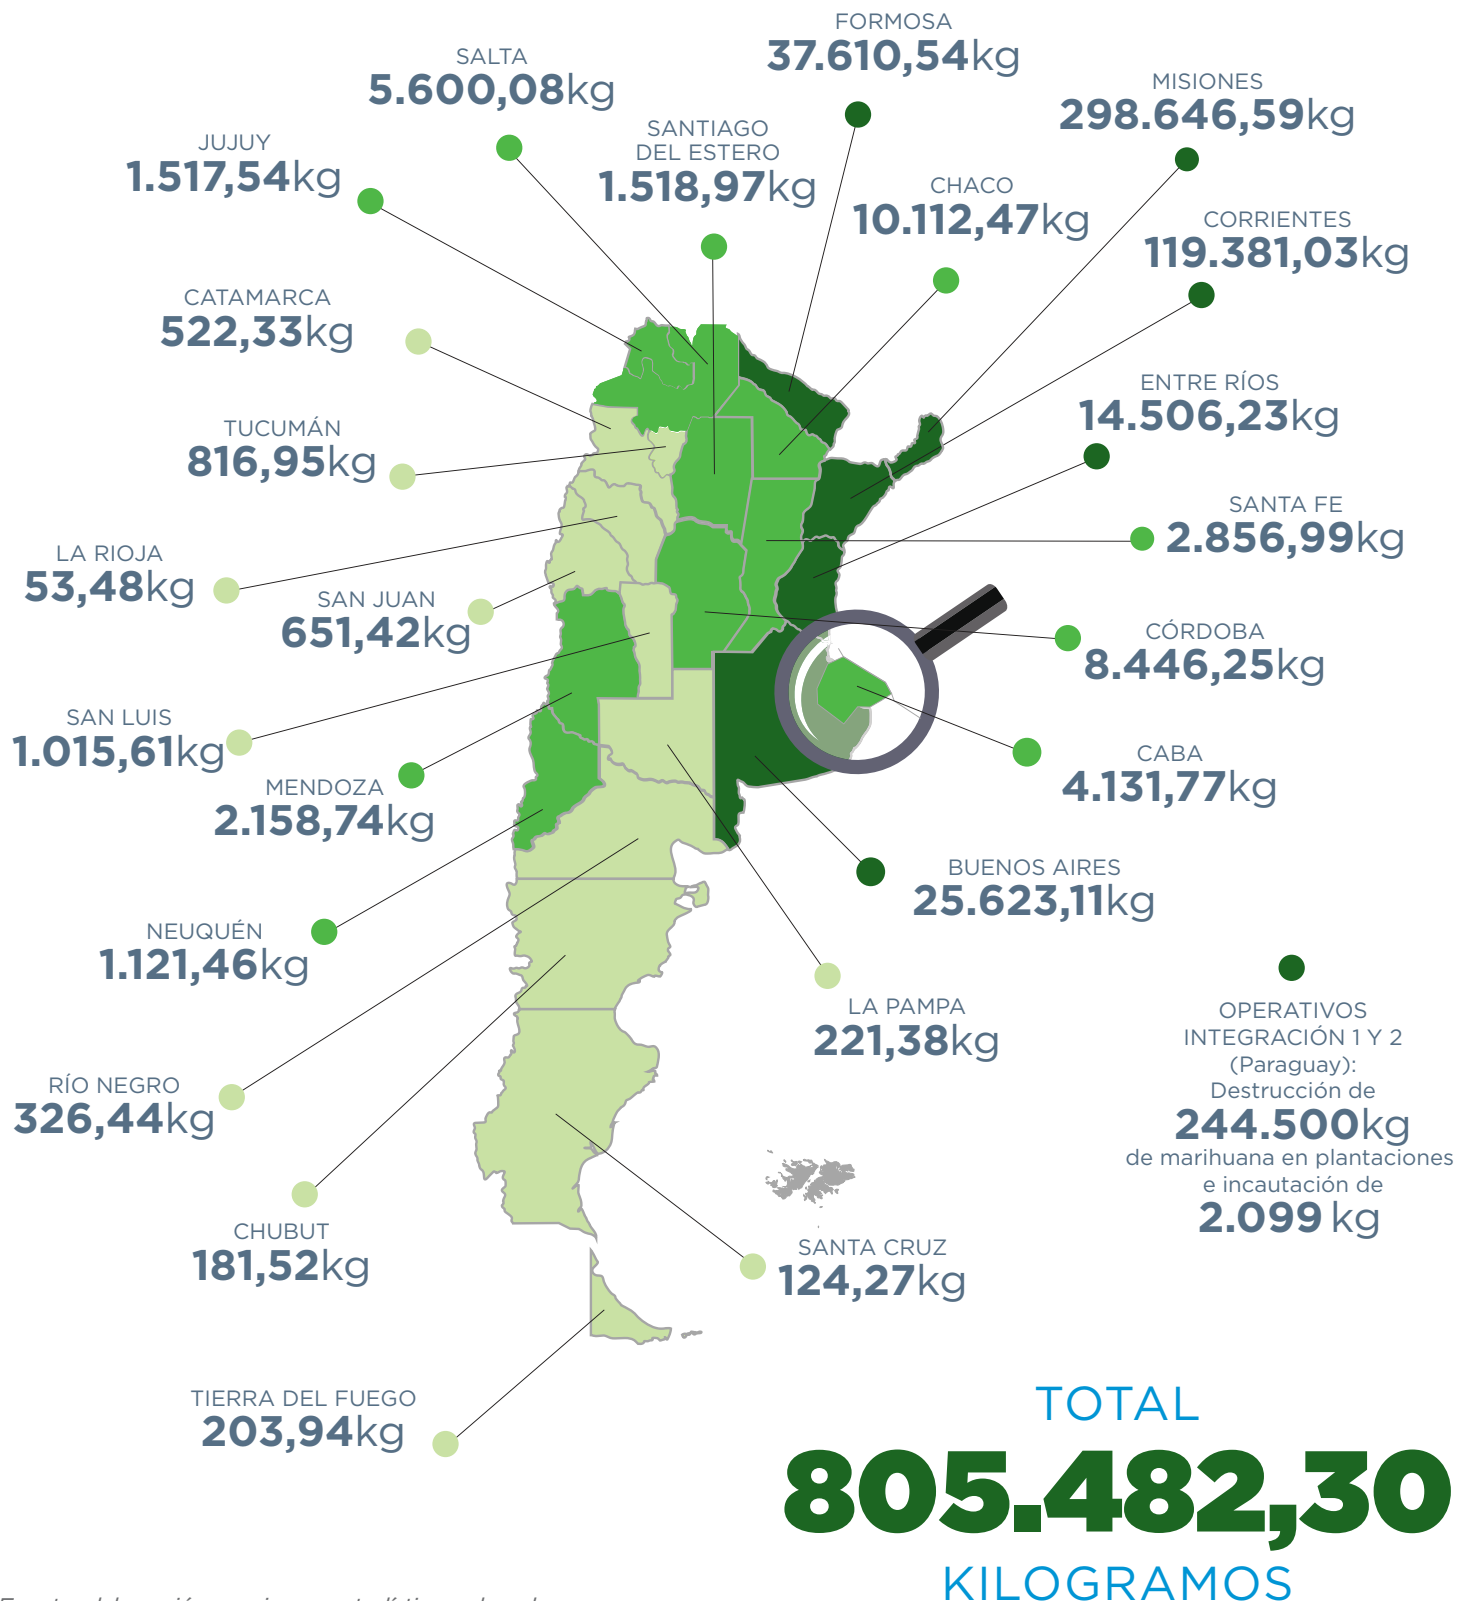 FORMOSA
37.610,54kg
SALTA
5.600,08kg
MISIONES
298.646,59kg
SANTIAGO
DEL ESTERO
1.518,97kg
JUJUY
1.517,54kg
CHACO
10.112,47kg
CORRIENTES
119.381,03kg
CATAMARCA
522,33kg
ENTRE RÍOS
14.506,23kg
TUCUMÁN
816,95kg
SANTA FE
2.856,99kg
LA RIOJA
53,48kg
SAN JUAN
651,42kg
CÓRDOBA
8.446,25kg
SAN LUIS
1.015,61kg
CABA
4.131,77kg
MENDOZA
2.158,74kg
BUENOS AIRES
25.623,11kg
NEUQUÉN
1.121,46kg
LA PAMPA
221,38kg
OPERATIVOS
INTEGRACIÓN 1 Y 2
(Paraguay):
Destrucción de
244.500kg
de marihuana en plantaciones
e incautación de
2.099 kg
RÍO NEGRO
326,44kg
CHUBUT
181,52kg
SANTA CRUZ
124,27kg
TIERRA DEL FUEGO
203,94kg
TOTAL
805.482,30
KILOGRAMOS